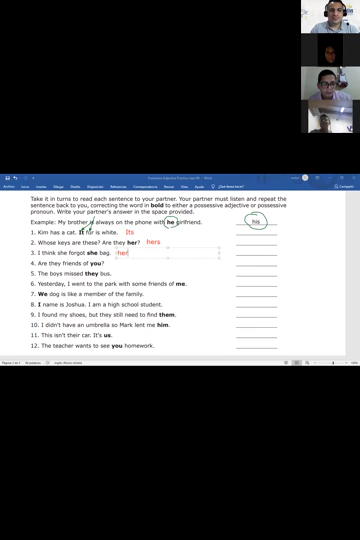 Take it in turns to read each sentence to your partner. Your partner must listen and repeat the
sentence back to you, correcting the word in bold to either a possessive adjective or possessive
pronoun. Write your partner's answer in the space provided.
Example: My brother is always on the phone with he girlfriend. his
1. Kim has a cat. It fur is white. Its
2. Whose keys are these? Are they her? hers
3. I think she forgot she bag. her
4. Are they friends of you?
5. The boys missed they bus.
6. Yesterday, I went to the park with some friends of me.
7. We dog is like a member of the family.
8. I name is Joshua. I am a high school student.
9. I found my shoes, but they still need to find them.
10. I didn't have an umbrella so Mark lent me him.
11. This isn't their car. It's us.
12. The teacher wants to see you homework.